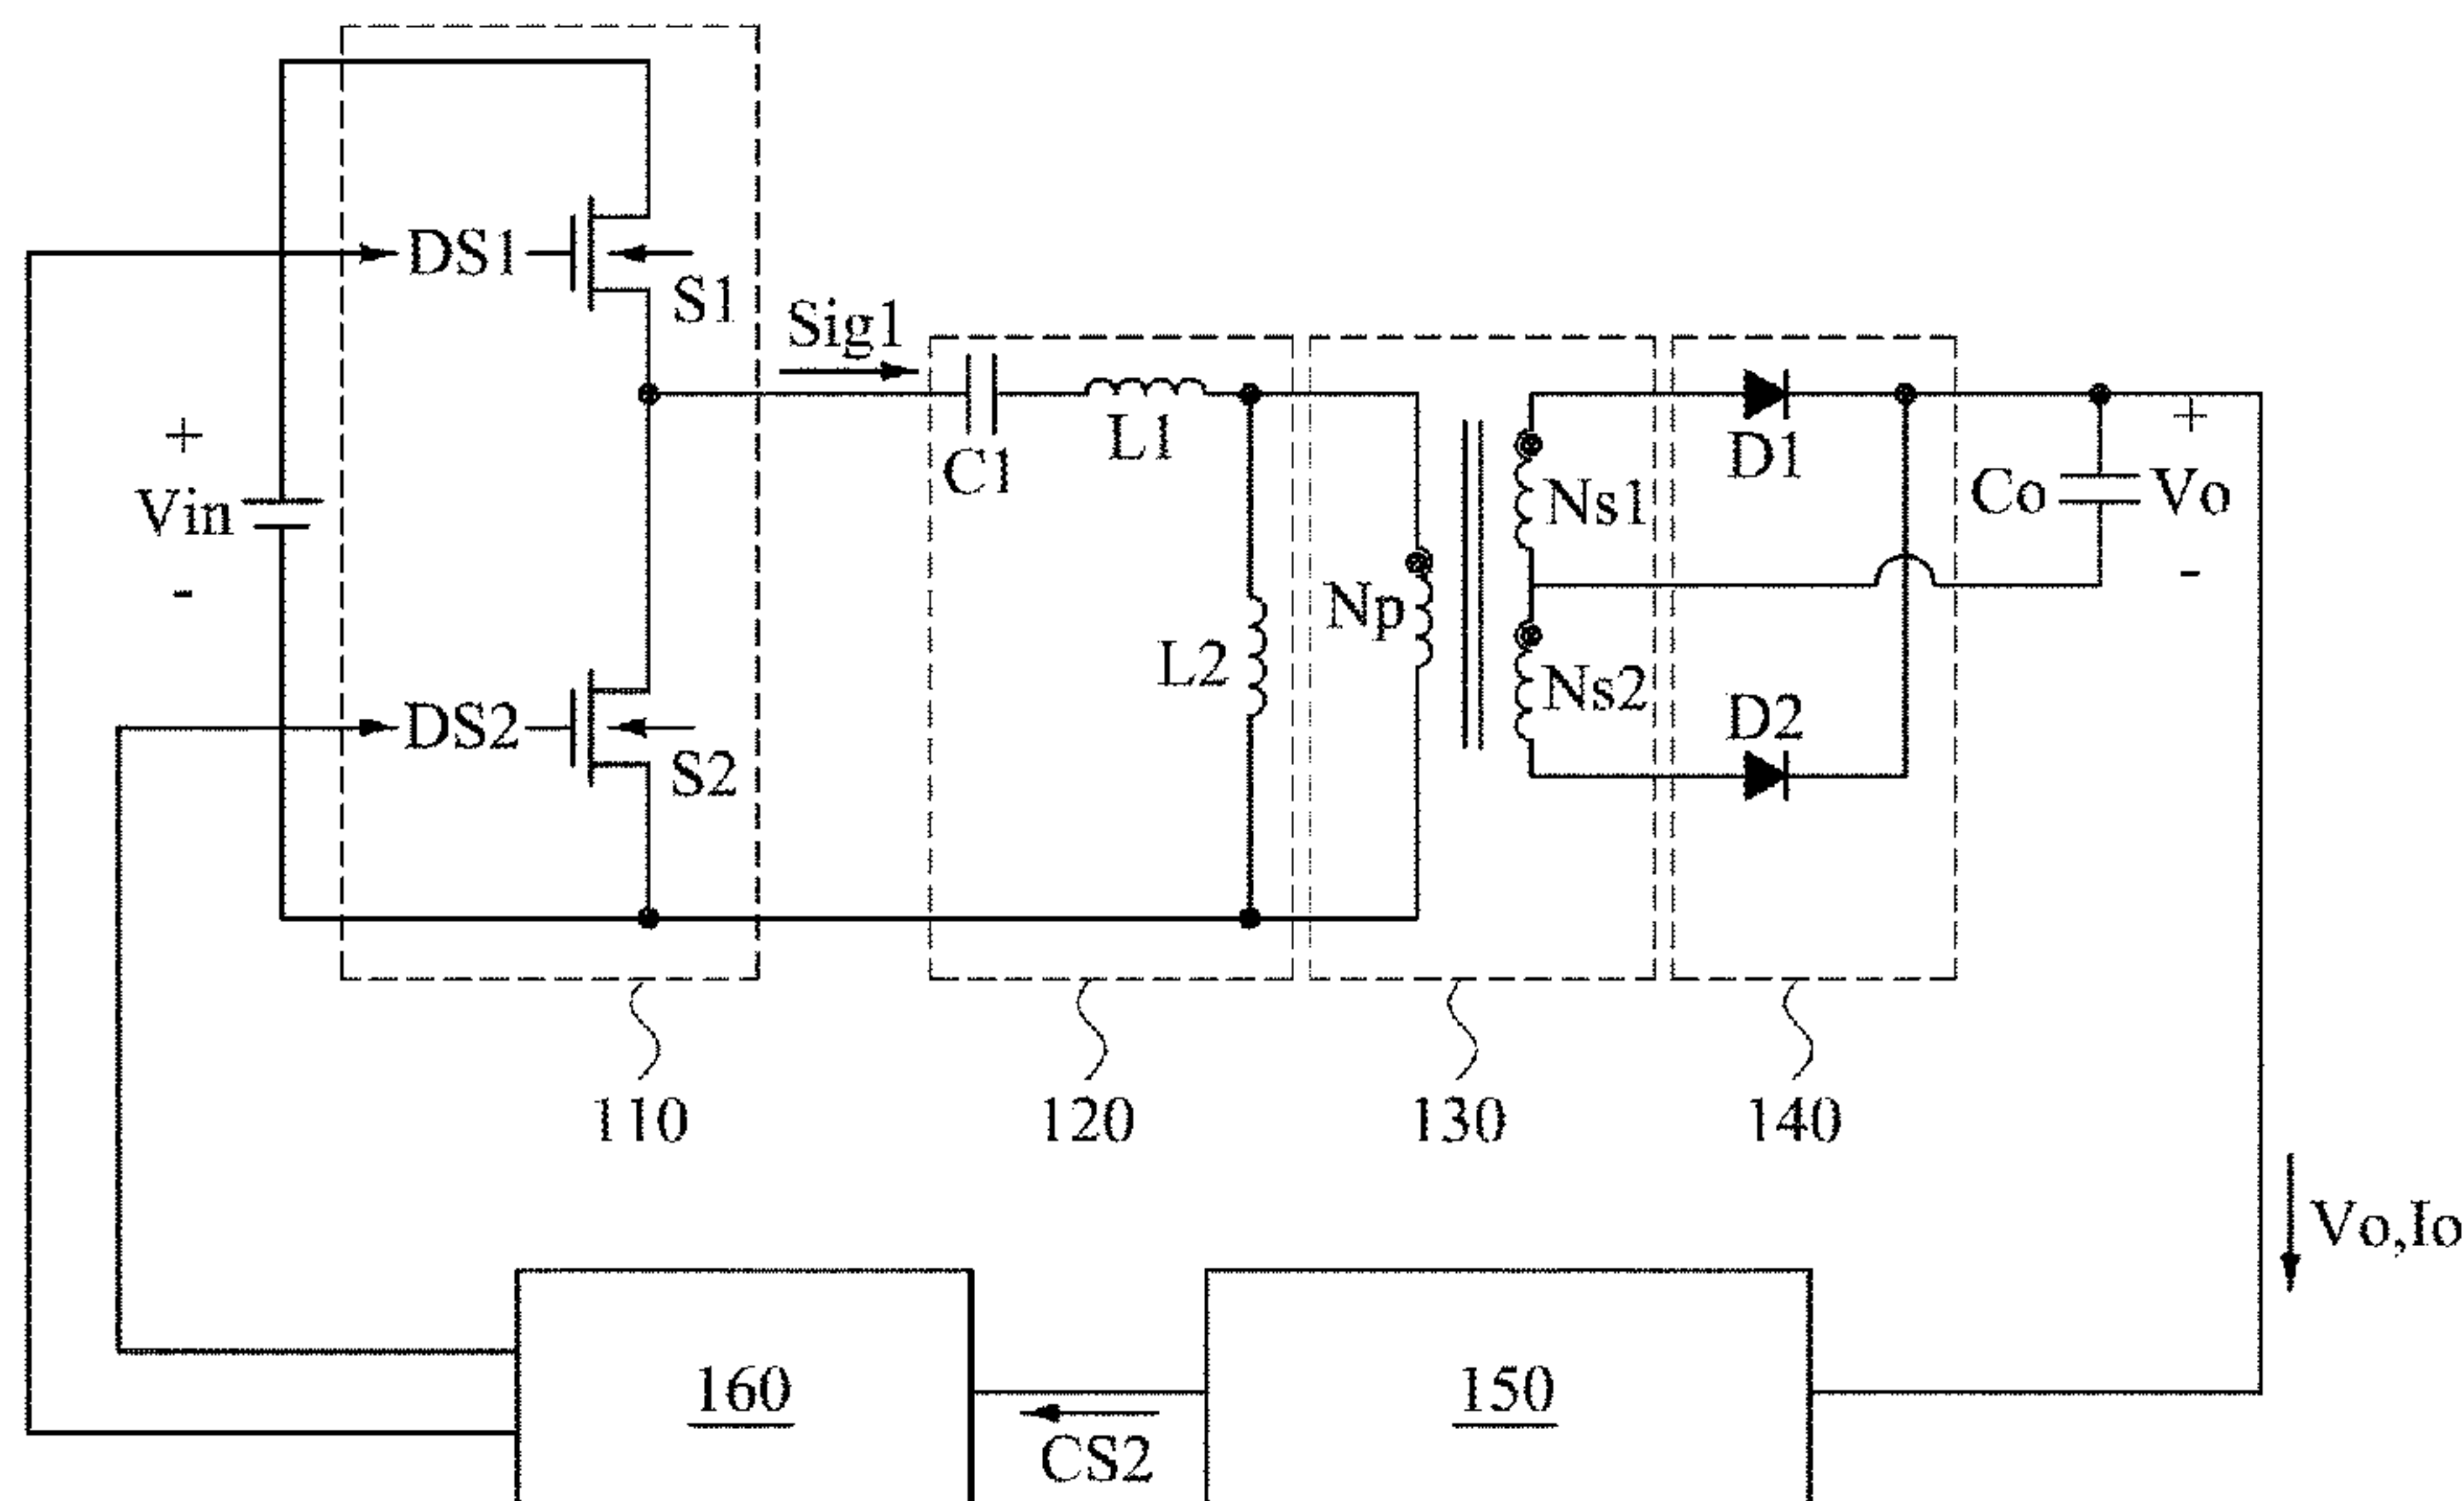 DS1
S1
Sig1
+
Vin
-
C1
L1
D1
+
Co
Vo
-
Ns1
Np
L2
Ns2
DS2
S2
D2
110
120
130
140
Vo,Io
160
150
CS2